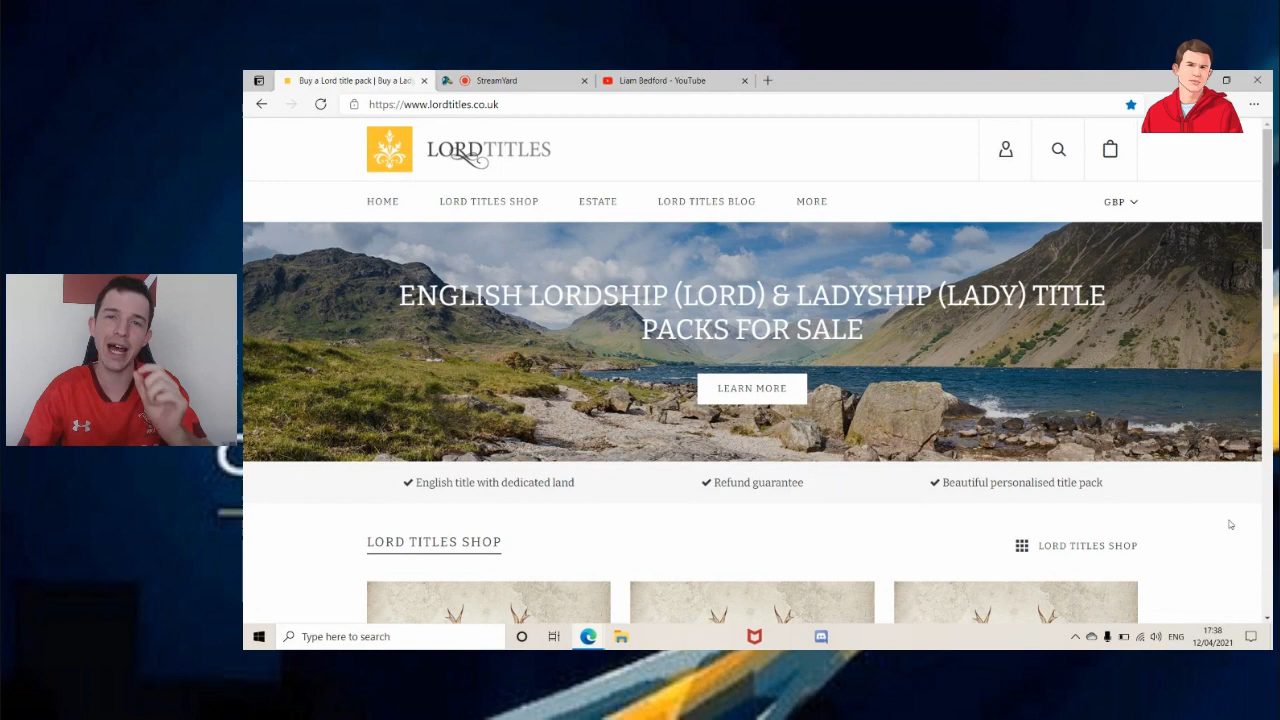 Buy a Lord title pack | Buy a Lad
StreamYard
Liam Bedford - YouTube
https://www.lordtitles.co.uk
LORDTITLES
HOME
LORD TITLES SHOP
ESTATE
LORD TITLES BLOG
MORE
GBP
ENGLISH LORDSHIP (LORD) & LADYSHIP (LADY) TITLE
PACKS FOR SALE
LEARN MORE
English title with dedicated land
Refund guarantee
Beautiful personalised title pack
LORD TITLES SHOP
LORD TITLES SHOP
Type here to search
ENG
17:38
12/04/2021